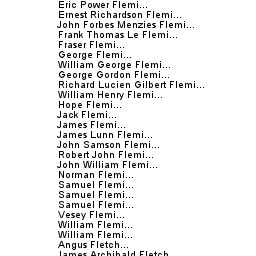 Eric Power Flemi...
Ernest Richardson Flemi...
John Forbes Menzies Flemi...
Frank Thomas Le Flemi...
Fraser Flemi...
George Flemi...
William George Flemi...
George Gordon Flemi...
Richard Lucien Gilbert Flemi...
William Henry Flemi...
Hope Flemi...
Jack Flemi...
James Flemi...
James Lunn Flemi...
John Samson Flemi...
Robert John Flemi...
John William Flemi...
Norman Flemi...
Samuel Flemi...
Samuel Flemi...
Samuel Flemi...
Vesey Flemi...
William Flemi...
William Flemi...
Angus Fletch...
James Archibald Fletch